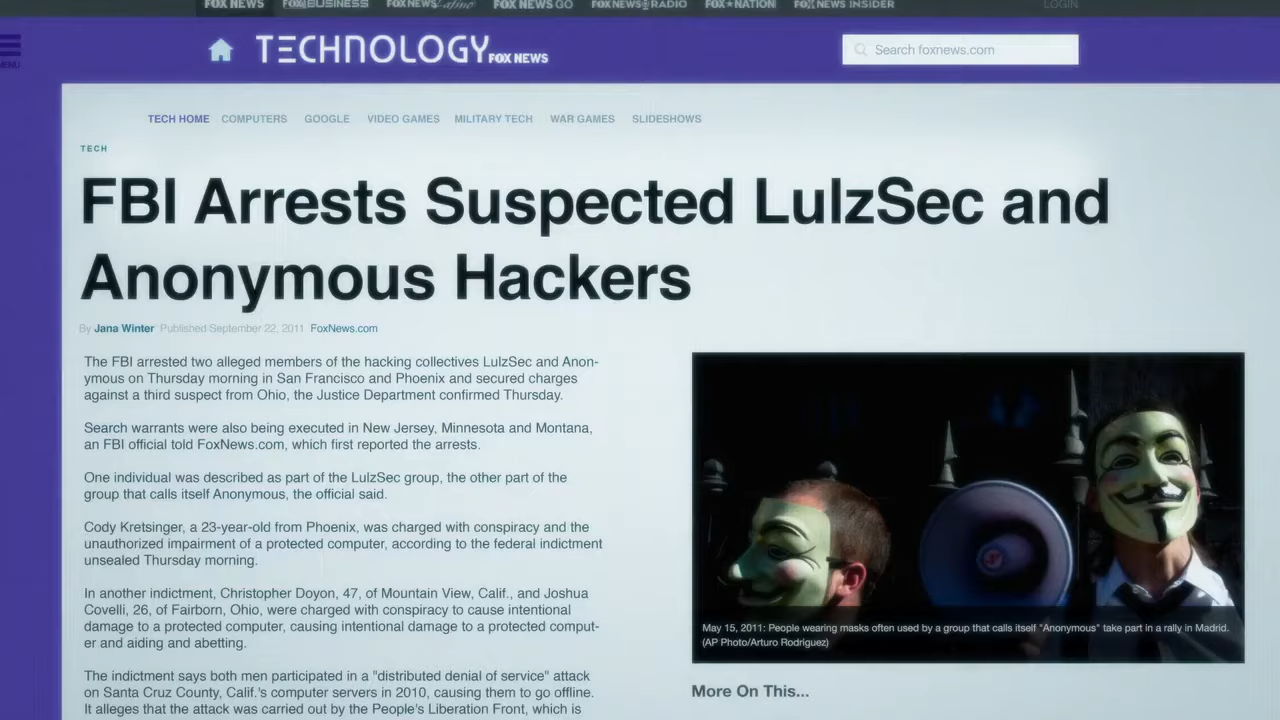 FOX NEWS FOX BUSINESS FOX NEWS Latino FOX NEWS GO FOX NEWS RADIO FOX NATION FOX NEWS INSIDER LOGIN
MENU
TECHNOLOGY FOX NEWS
Search foxnews.com
TECH HOME COMPUTERS GOOGLE VIDEO GAMES MILITARY TECH WAR GAMES SLIDESHOWS
TECH
FBI Arrests Suspected LulzSec and
Anonymous Hackers
By Jana Winter Published September 22, 2011 FoxNews.com
The FBI arrested two alleged members of the hacking collectives LulzSec and Anon-
ymous on Thursday morning in San Francisco and Phoenix and secured charges
against a third suspect from Ohio, the Justice Department confirmed Thursday.
Search warrants were also being executed in New Jersey, Minnesota and Montana,
an FBI official told FoxNews.com, which first reported the arrests.
One individual was described as part of the LulzSec group, the other part of the
group that calls itself Anonymous, the official said.
Cody Kretsinger, a 23-year-old from Phoenix, was charged with conspiracy and the
unauthorized impairment of a protected computer, according to the federal indictment
unsealed Thursday morning.
In another indictment, Christopher Doyon, 47, of Mountain View, Calif., and Joshua
Covelli, 26, of Fairborn, Ohio, were charged with conspiracy to cause intentional
damage to a protected computer, causing intentional damage to a protected comput-
er and aiding and abetting.
The indictment says both men participated in a "distributed denial of service" attack
on Santa Cruz County, Calif.'s computer servers in 2010, causing them to go offline.
It alleges that the attack was carried out by the People's Liberation Front, which is
May 15, 2011: People wearing masks often used by a group that calls itself "Anonymous" take part in a rally in Madrid.
(AP Photo/Arturo Rodriguez)
More On This...